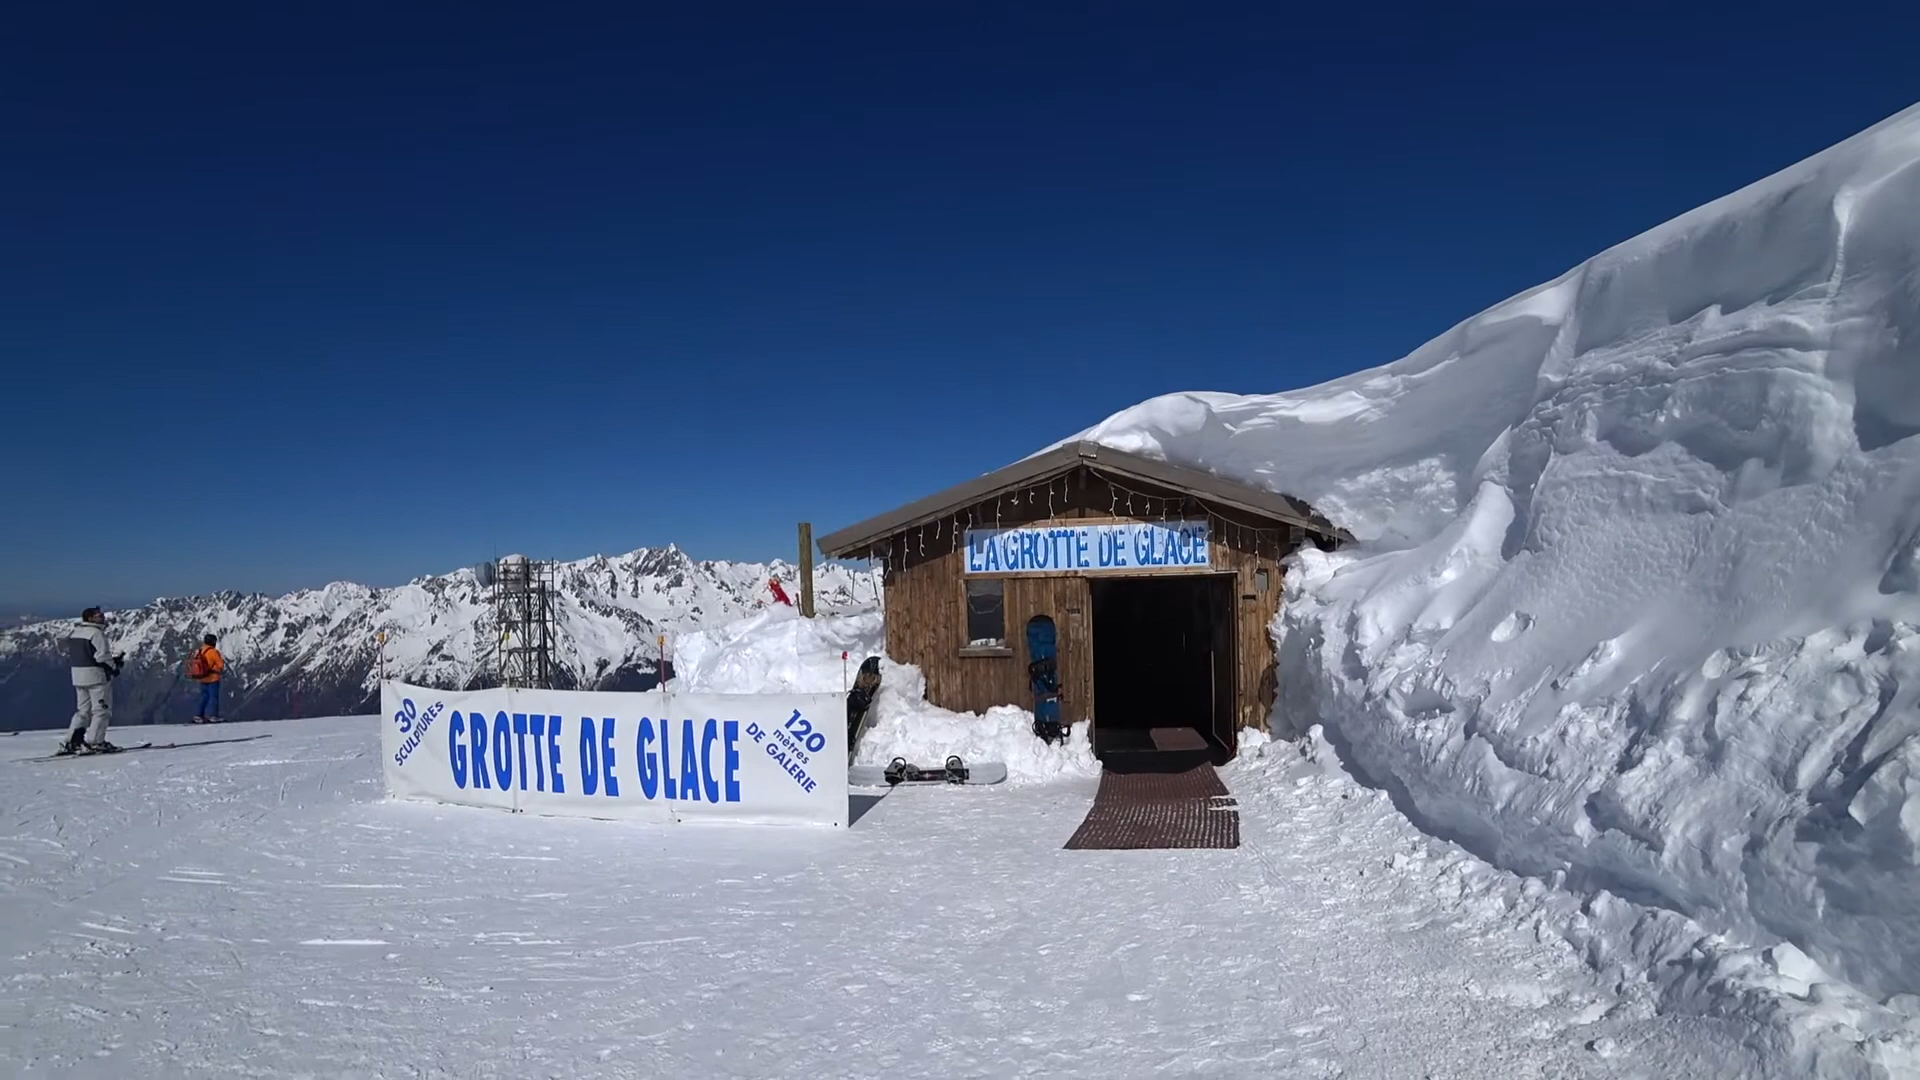 LA GROTTE DE GLACE
30
SCULPTURES
GROTTE DE GLACE
120
mètres
DE GALERIE